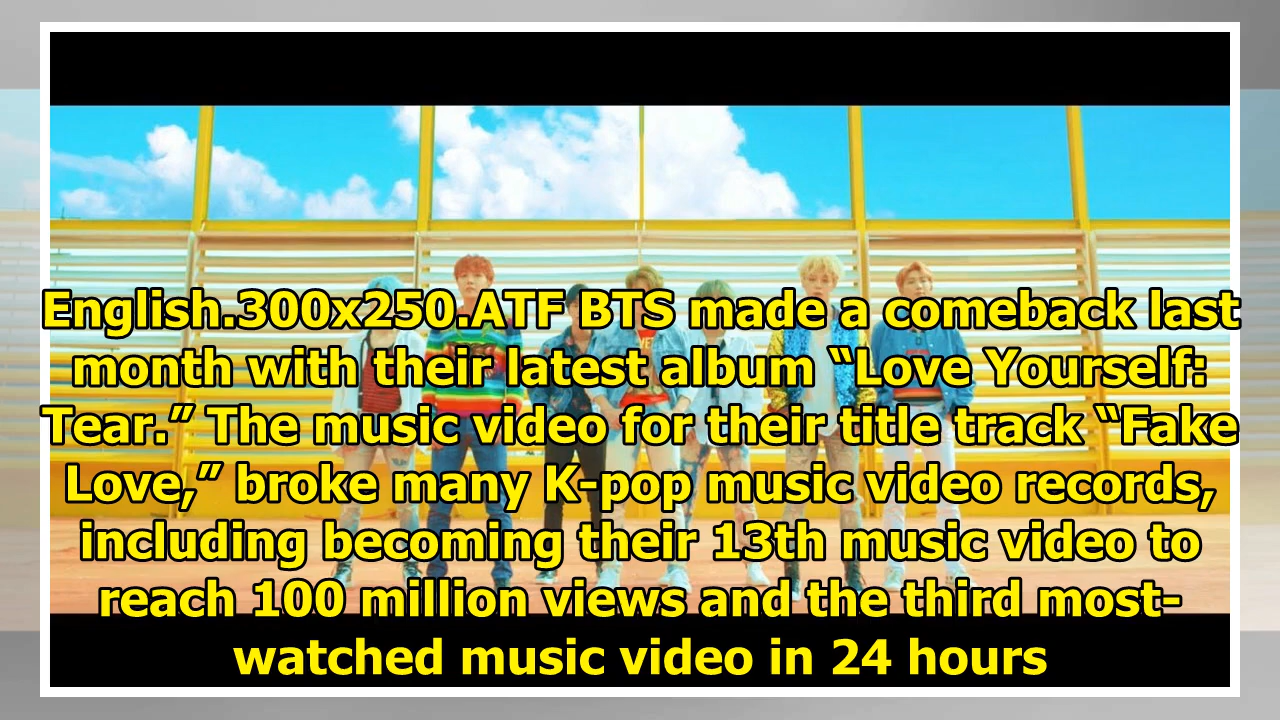 English.300x250.ATF BTS made a comeback last
month with their latest album “Love Yourself:
Tear.” The music video for their title track “Fake
Love,” broke many K-pop music video records,
including becoming their 13th music video to
reach 100 million views and the third most-
watched music video in 24 hours